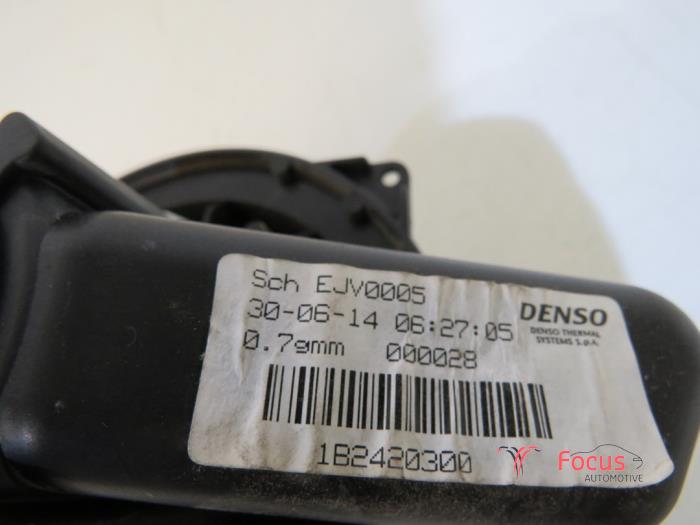 Sch EJV0005
30-06-14 06:27:05
0.7gmm 000028
DENSO
DENSO THERMAL
SYSTEMS S.p.A.
1B2420300
Focus
AUTOMOTIVE